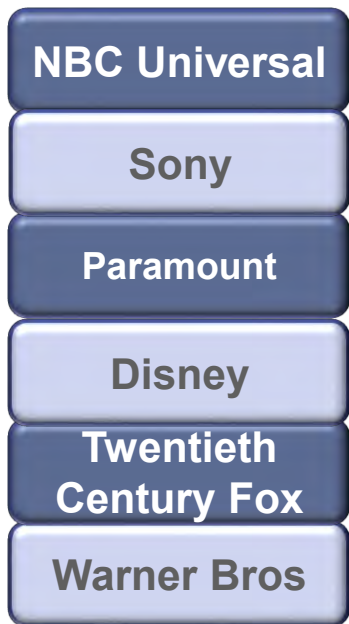 NBC Universal
Sony
Paramount
Disney
Twentieth
Century Fox
Warner Bros